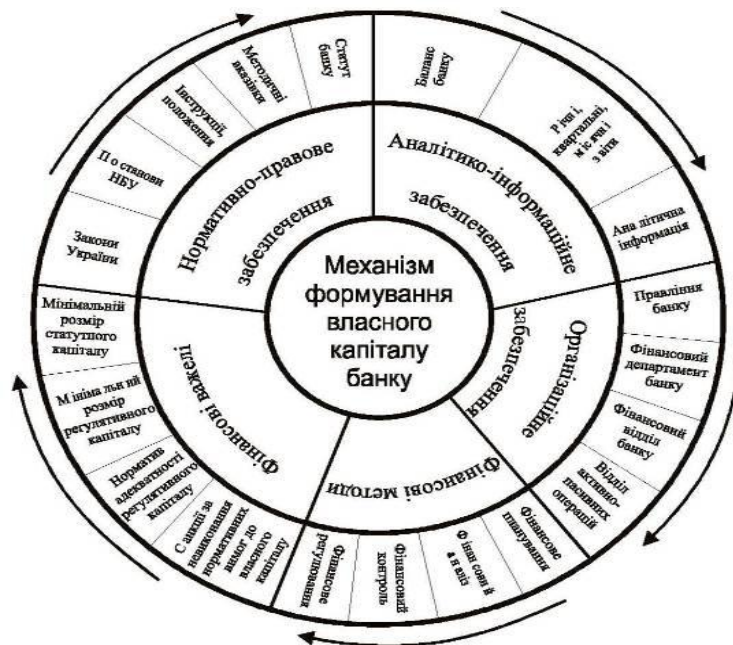 Механізм
формування
власного
капіталу
банку
Нормативно-правове
забезпечення
Закони
України
Постанови
НБУ
Інструкції,
положення
Методичні
вказівки
Статут
банку
Аналітико-інформаційне
забезпечення
Баланс
банку
Річні,
квартальні,
місячні
звіти
Аналітична
інформація
Організаційне
забезпечення
Правління
банку
Фінансовий
департамент
банку
Фінансовий
відділ
банку
Відділ
активно-
пасивних
операцій
Фінансові методи
Фінансове
планування
Фінансовий
аналіз
Фінансовий
контроль
Фінансове
регулювання
Фінансові важелі
Санкції за
невиконання
нормативних
вимог до
власного
капіталу
Норматив
адекватності
регулятивного
капіталу
Мінімальний
розмір
регулятивного
капіталу
Мінімальній
розмір
статутного
капіталу